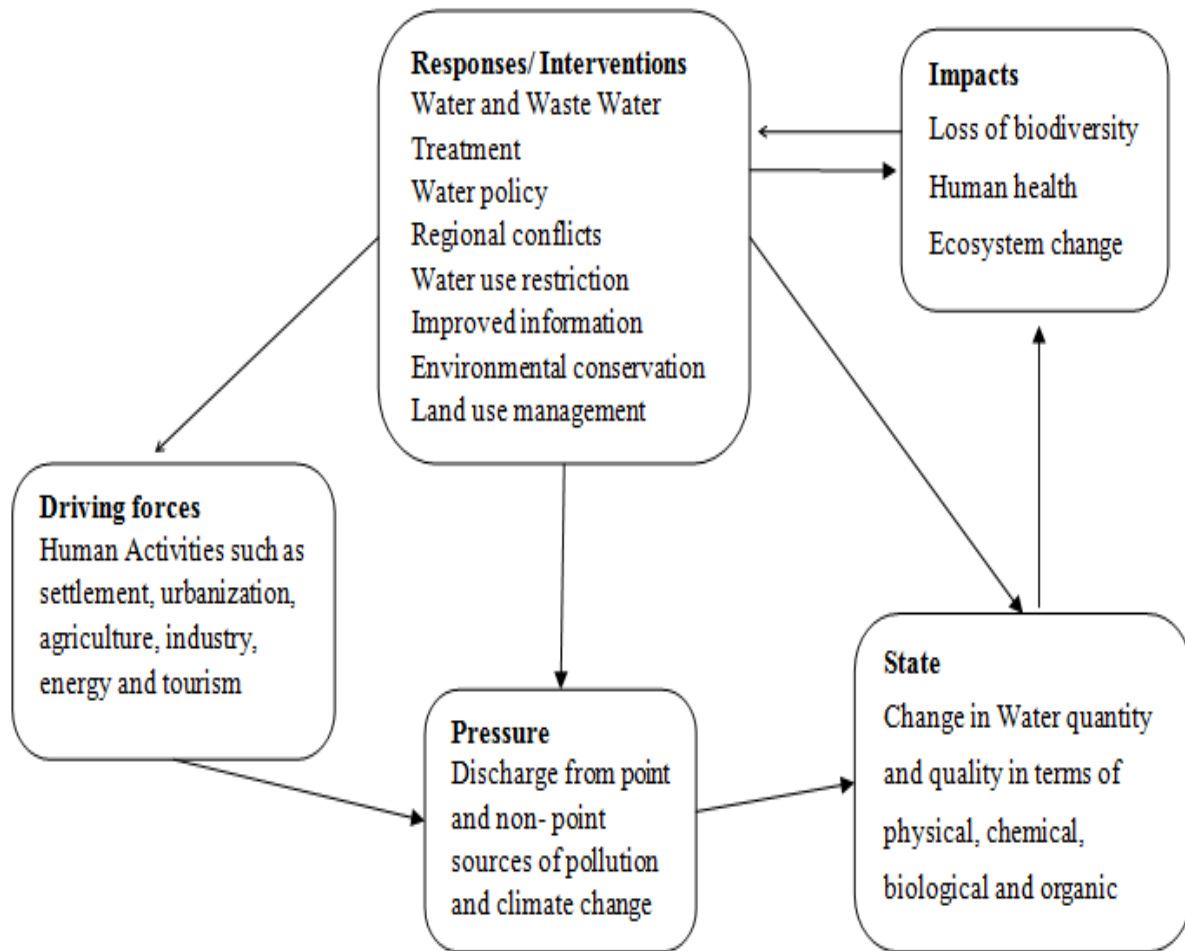 Responses/ Interventions
Water and Waste Water
Treatment
Water policy
Regional conflicts
Water use restriction
Improved information
Environmental conservation
Land use management
Impacts
Loss of biodiversity
Human health
Ecosystem change
Driving forces
Human Activities such as
settlement, urbanization,
agriculture, industry,
energy and tourism
Pressure
Discharge from point
and non- point
sources of pollution
and climate change
State
Change in Water quantity
and quality in terms of
physical, chemical,
biological and organic